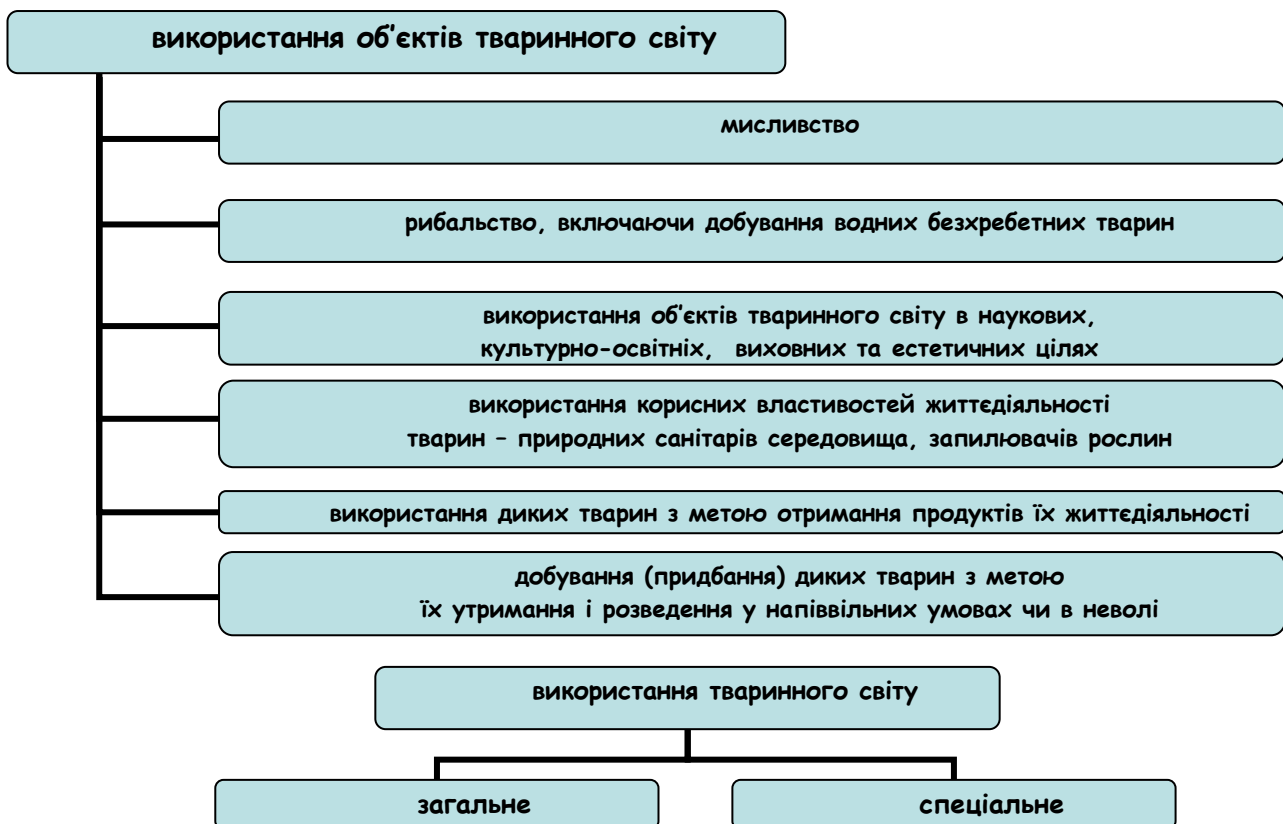 використання об'єктів тваринного світу
мисливство
рибальство, включаючи добування водних безхребетних тварин
використання об'єктів тваринного світу в наукових,
культурно-освітніх, виховних та естетичних цілях
використання корисних властивостей життєдіяльності
тварин – природних санітарів середовища, запилювачів рослин
використання диких тварин з метою отримання продуктів їх життєдіяльності
добування (придбання) диких тварин з метою
їх утримання і розведення у напіввільних умовах чи в неволі
використання тваринного світу
загальне
спеціальне